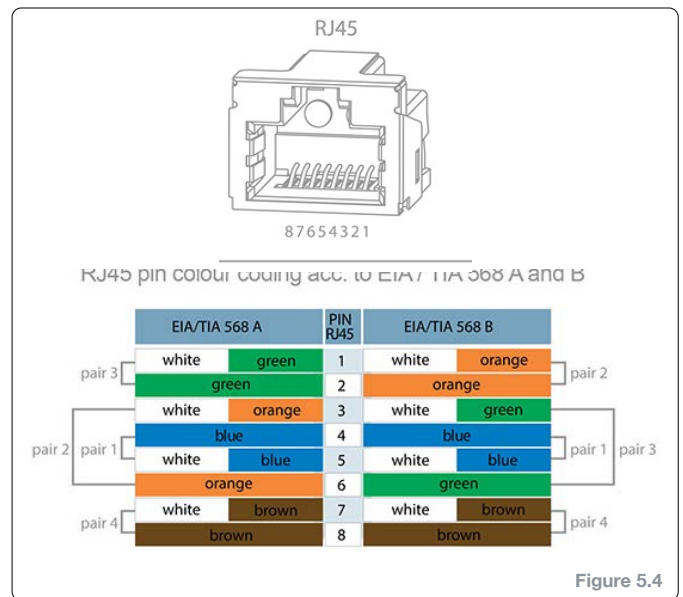 RJ45
87654321
RJ45 pin colour coding acc. to EIA / TIA 568 A and B
EIA/TIA 568 A PIN RJ45 EIA/TIA 568 B
white green 1 white orange
green 2 orange
pair 3 pair 2
white orange 3 white green
blue 4 blue
pair 2 pair 1 pair 1 pair 3
white blue 5 white blue
orange 6 green
white brown 7 white brown
pair 4 pair 4
brown 8 brown
Figure 5.4